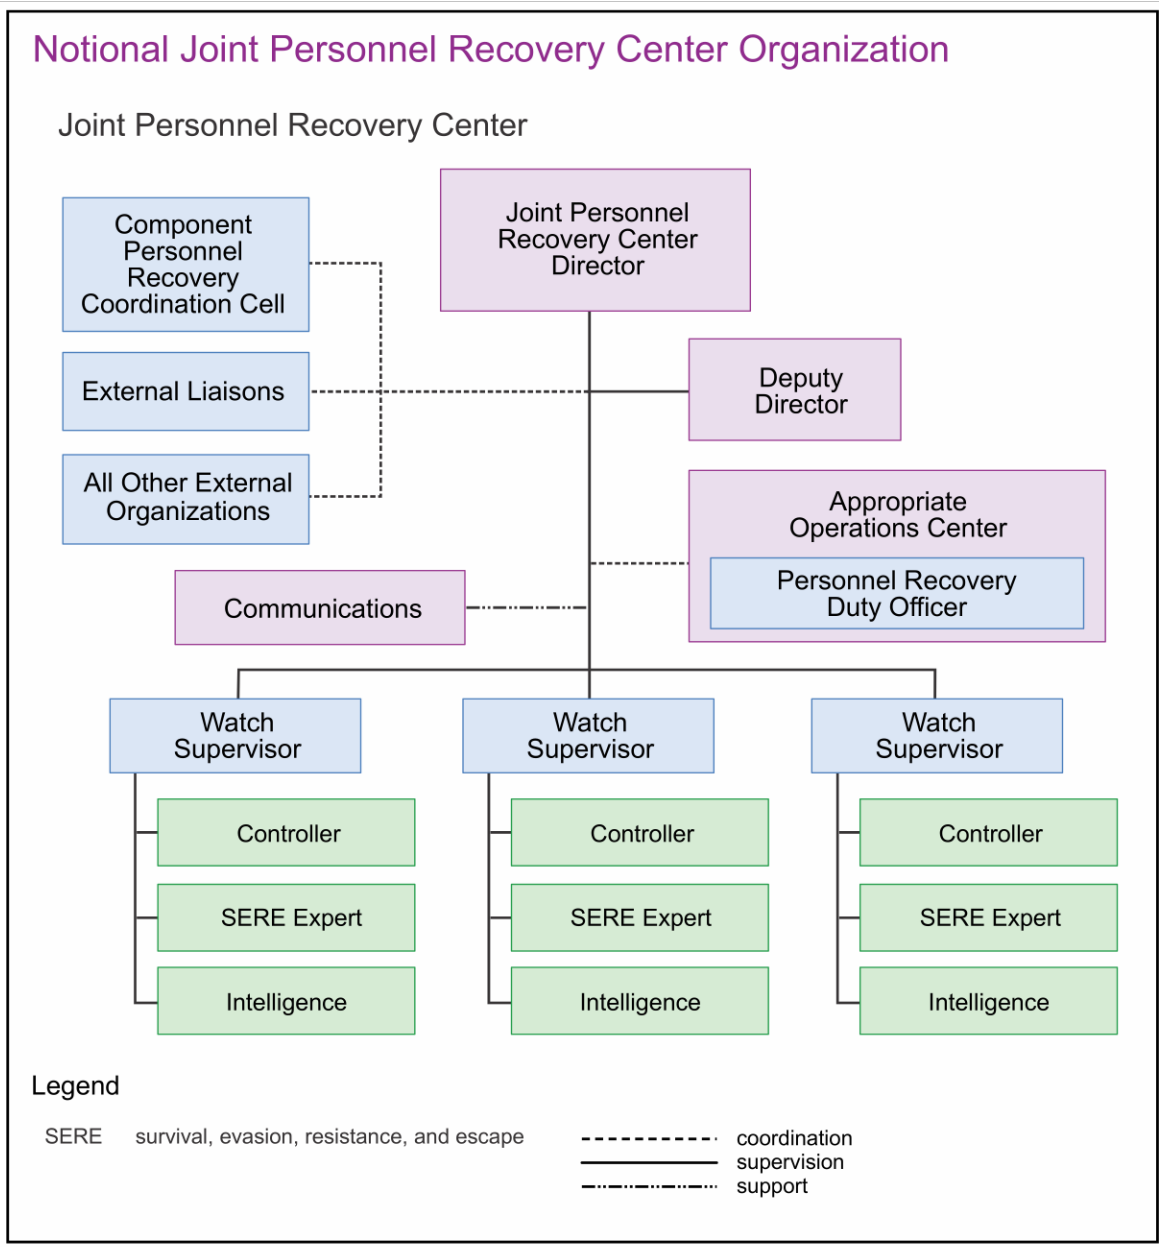 Notional Joint Personnel Recovery Center Organization
Joint Personnel Recovery Center
Joint Personnel
Recovery Center
Director
Component
Personnel
Recovery
Coordination Cell
External Liaisons
Deputy
Director
All Other External
Organizations
Appropriate
Operations Center
Personnel Recovery
Duty Officer
Communications
Watch
Supervisor
Controller
SERE Expert
Intelligence
Watch
Supervisor
Controller
SERE Expert
Intelligence
Watch
Supervisor
Controller
SERE Expert
Intelligence
Legend
SERE survival, evasion, resistance, and escape
coordination
supervision
support